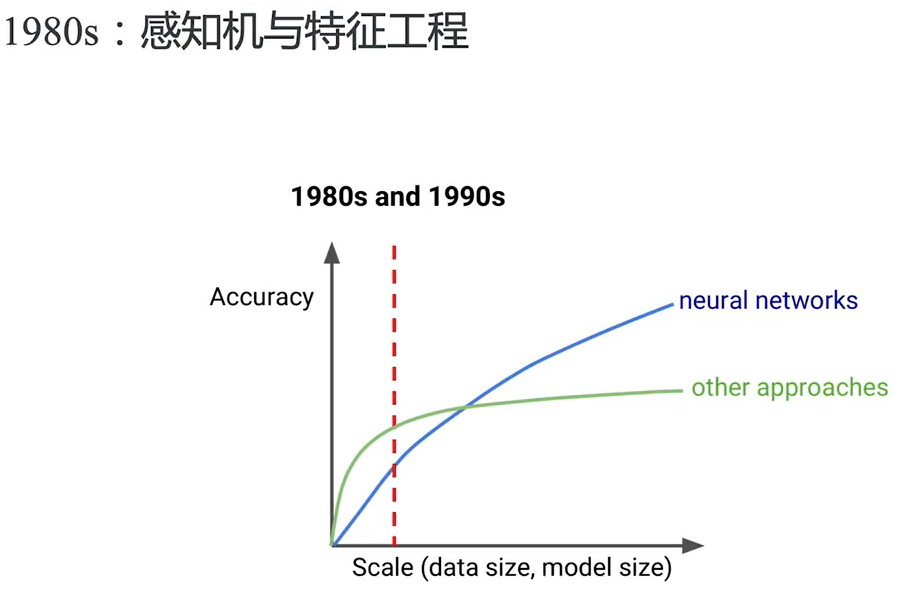 1980s：感知机与特征工程
1980s and 1990s
Accuracy
neural networks
other approaches
Scale (data size, model size)